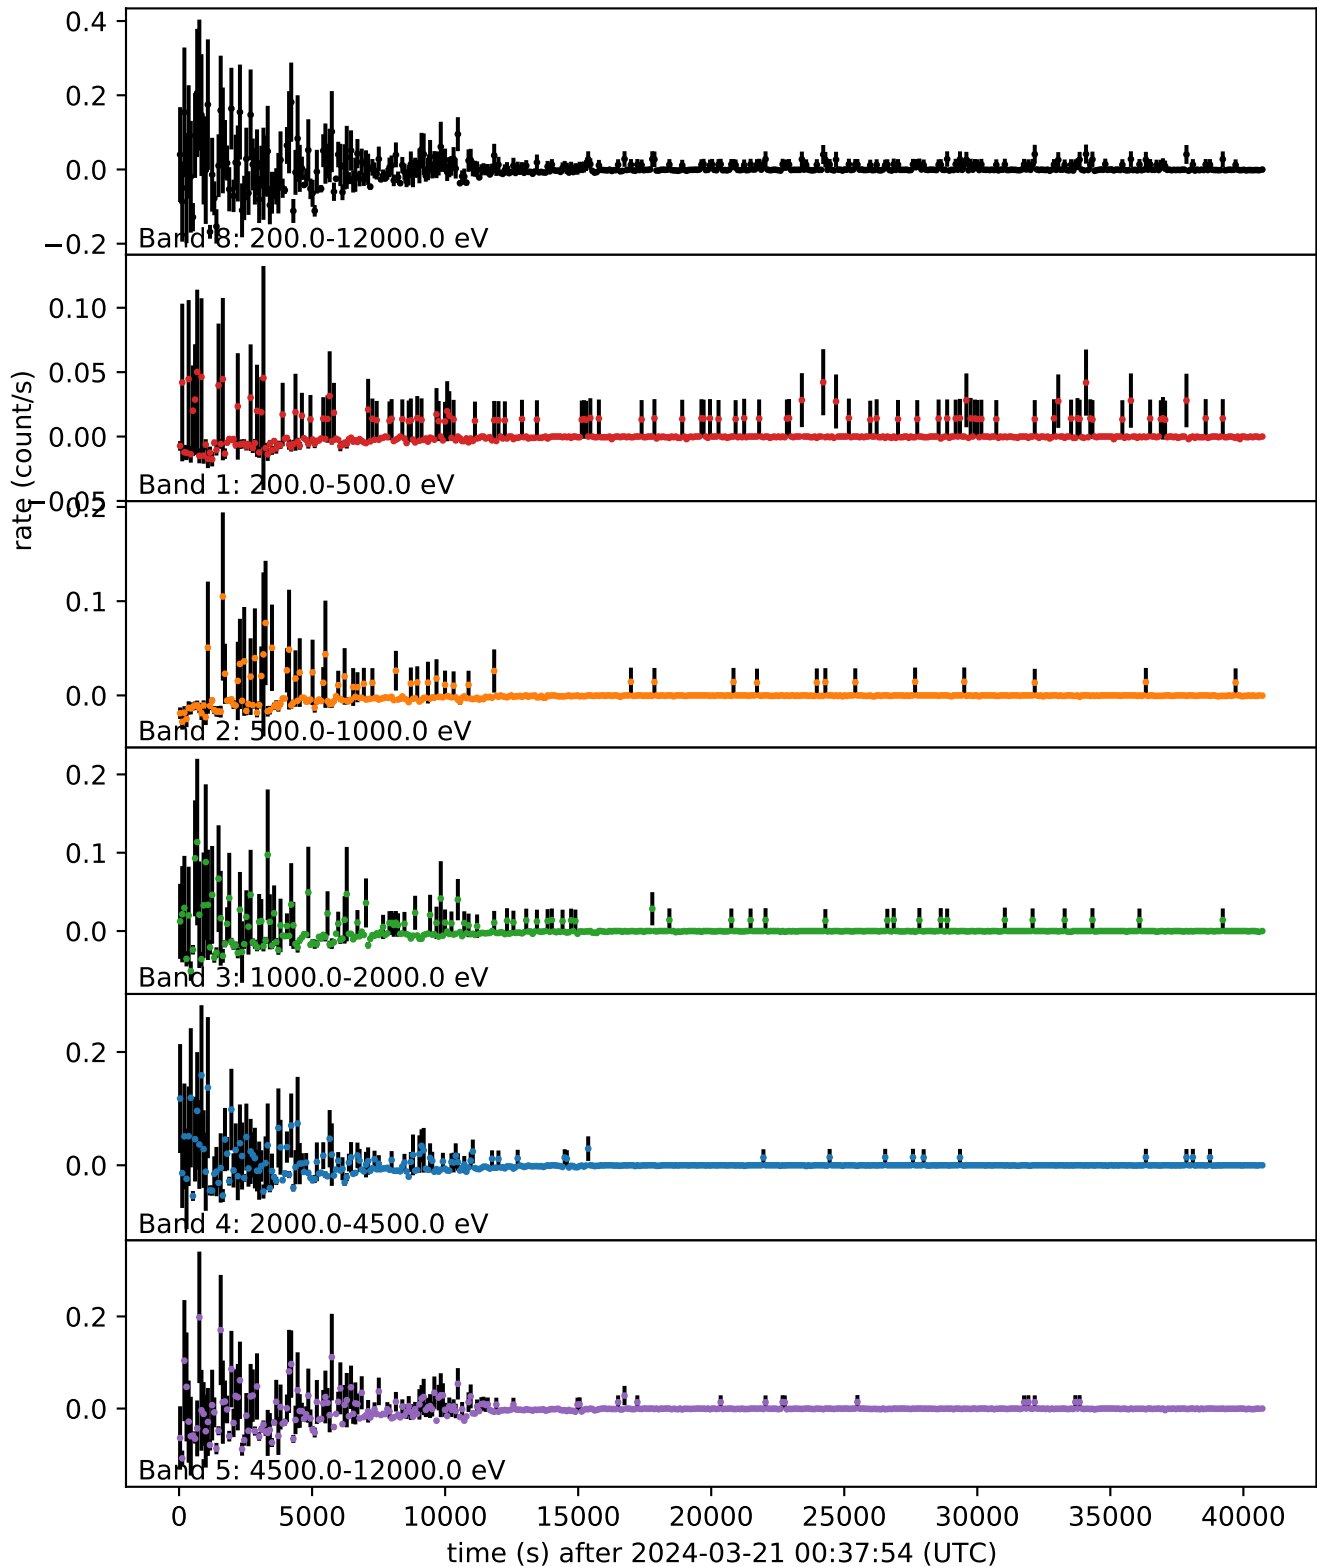 0.4
0.2
0.0
−0.2
Band 8: 200.0-12000.0 eV
0.10
0.05
0.00
−0.05
Band 1: 200.0-500.0 eV
rate (count/s)
0.2
0.1
0.0
Band 2: 500.0-1000.0 eV
0.2
0.1
0.0
Band 3: 1000.0-2000.0 eV
0.2
0.0
Band 4: 2000.0-4500.0 eV
0.2
0.0
Band 5: 4500.0-12000.0 eV
0 5000 10000 15000 20000 25000 30000 35000 40000
time (s) after 2024-03-21 00:37:54 (UTC)